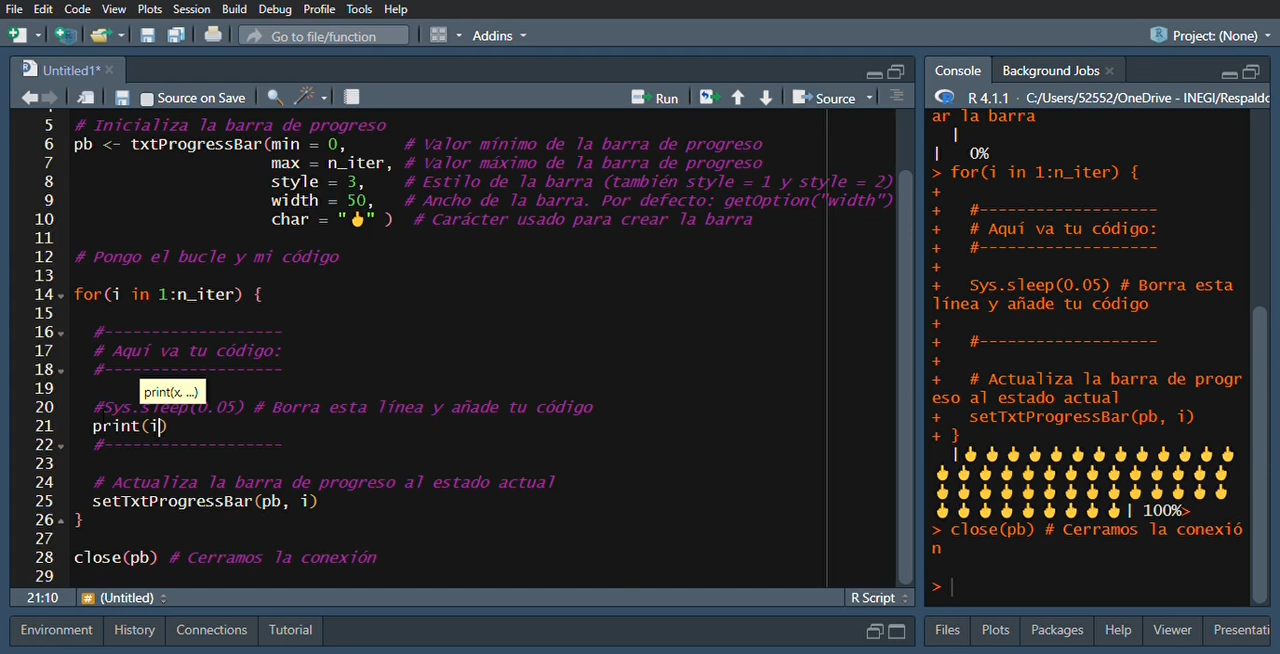 File Edit Code View Plots Session Build Debug Profile Tools Help
Go to file/function Addins Project: (None)
Untitled1*
Source on Save Run Source
5 # Inicializa la barra de progreso
6 pb <- txtProgressBar(min = 0, # Valor mínimo de la barra de progreso
7 max = n_iter, # Valor máximo de la barra de progreso
8 style = 3, # Estilo de la barra (también style = 1 y style = 2)
9 width = 50, # Ancho de la barra. Por defecto: getOption("width")
10 char = "🖕" ) # Carácter usado para crear la barra
11
12 # Pongo el bucle y mi código
13
14 for(i in 1:n_iter) {
15
16 #-------------------
17 # Aquí va tu código:
18 #-------------------
19
print(x, ...)
20 #Sys.sleep(0.05) # Borra esta línea y añade tu código
21 print(i)
22 #-------------------
23
24 # Actualiza la barra de progreso al estado actual
25 setTxtProgressBar(pb, i)
26 }
27
28 close(pb) # Cerramos la conexión
29
21:10 # (Untitled) R Script
Environment History Connections Tutorial
Console Background Jobs
R 4.1.1 · C:/Users/52552/OneDrive - INEGI/Respaldo
ar la barra
|
| 0%
> for(i in 1:n_iter) {
+
+ #-------------------
+ # Aquí va tu código:
+ #-------------------
+
+ Sys.sleep(0.05) # Borra esta
línea y añade tu código
+
+ #-------------------
+
+ # Actualiza la barra de progr
eso al estado actual
+ setTxtProgressBar(pb, i)
+ }
|🖕🖕🖕🖕🖕🖕🖕🖕🖕🖕🖕🖕🖕
🖕🖕🖕🖕🖕🖕🖕🖕🖕🖕🖕🖕🖕🖕
🖕🖕🖕🖕🖕🖕🖕🖕🖕🖕🖕🖕🖕🖕
🖕🖕🖕🖕🖕🖕🖕🖕🖕| 100%>
> close(pb) # Cerramos la conexió
n
>
Files Plots Packages Help Viewer Presentati